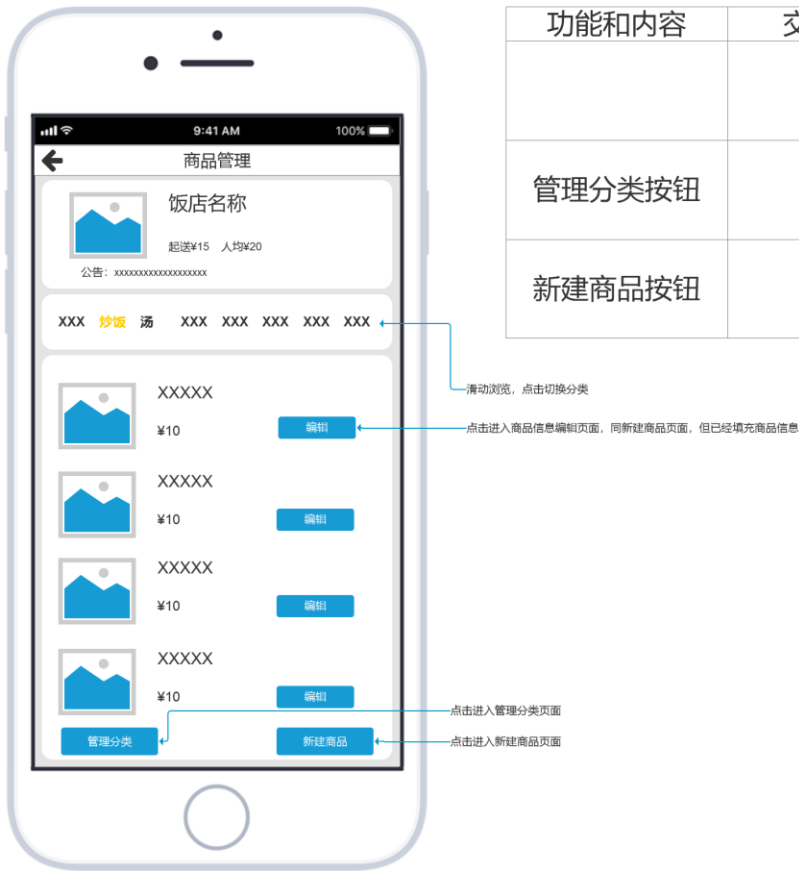 9:41 AM
100%
商品管理
饭店名称
起送¥15 人均¥20
公告：xxxxxxxxxxxxxxxxxxx
XXX 炒饭 汤 XXX XXX XXX XXX XXX
XXXXX
¥10
编辑
XXXXX
¥10
编辑
XXXXX
¥10
编辑
XXXXX
¥10
编辑
管理分类
新建商品
滑动浏览，点击切换分类
点击进入商品信息编辑页面，同新建商品页面，但已经填充商品信息
点击进入管理分类页面
点击进入新建商品页面
功能和内容
管理分类按钮
新建商品按钮